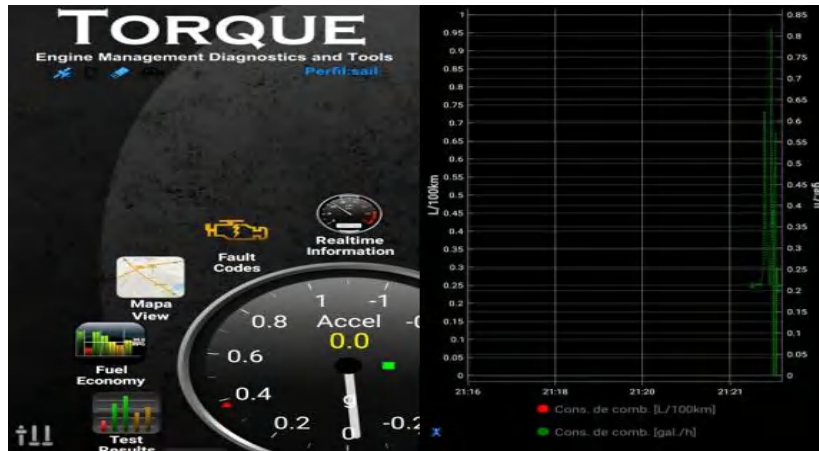 TORQUE
Engine Management Diagnostics and Tools
Perfil:sail
Realtime
Information
Fault
Codes
Mapa
View
Fuel
Economy
Test
Results
1 -1
0.8 Accel
0.0
0.6
0.4
0.2 0 -0.2
g
1
0.95
0.9
0.85
0.8
0.75
0.7
0.65
0.6
0.55
0.5
0.45
0.4
0.35
0.3
0.25
0.2
0.15
0.1
0.05
0
L/100km
0.85
0.8
0.75
0.7
0.65
0.6
0.55
0.5
0.45
0.4
0.35
0.3
0.25
0.2
0.15
0.1
0.05
0
gal./h
21:16 21:18 21:20 21:21
Cons. de comb. [L/100km]
Cons. de comb. [gal./h]